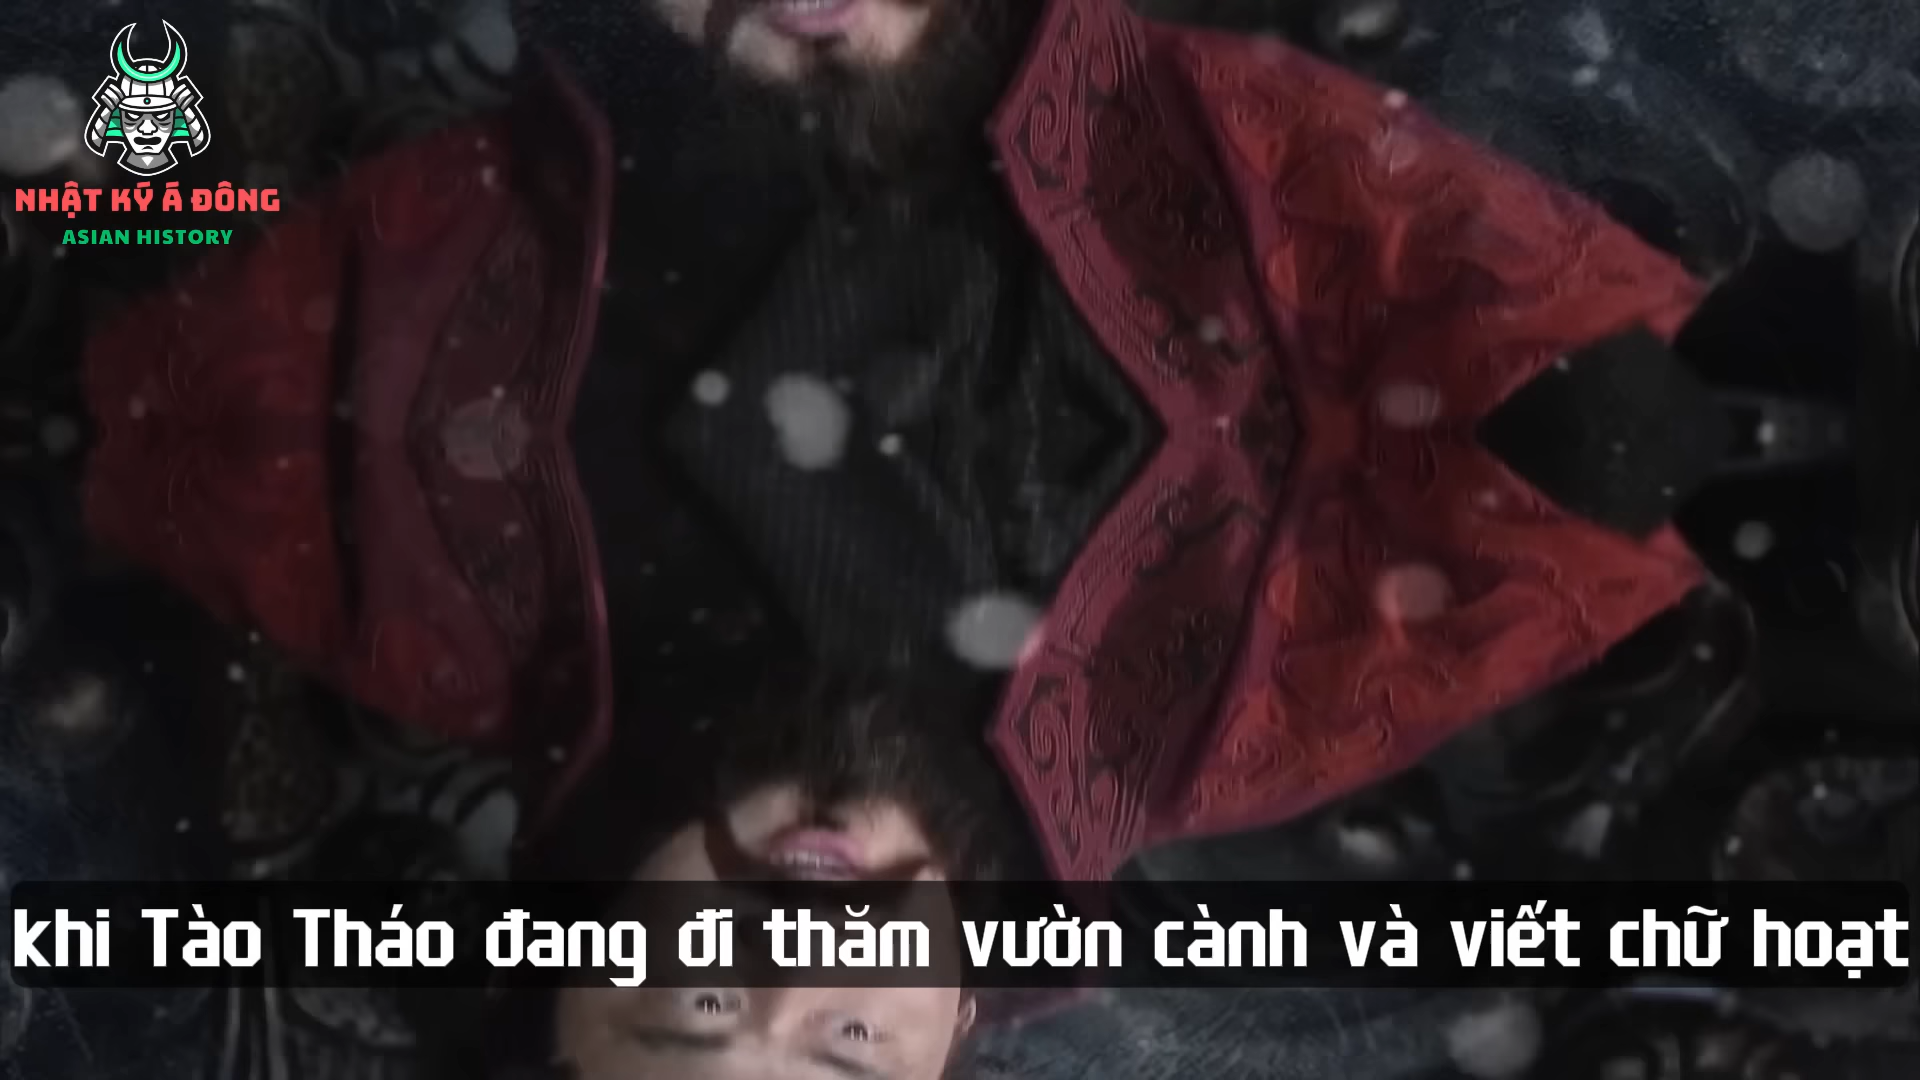 NHẬT KÝ Á ĐÔNG
ASIAN HISTORY
khi Tào Tháo đang đi thăm vườn cành và viết chữ hoạt